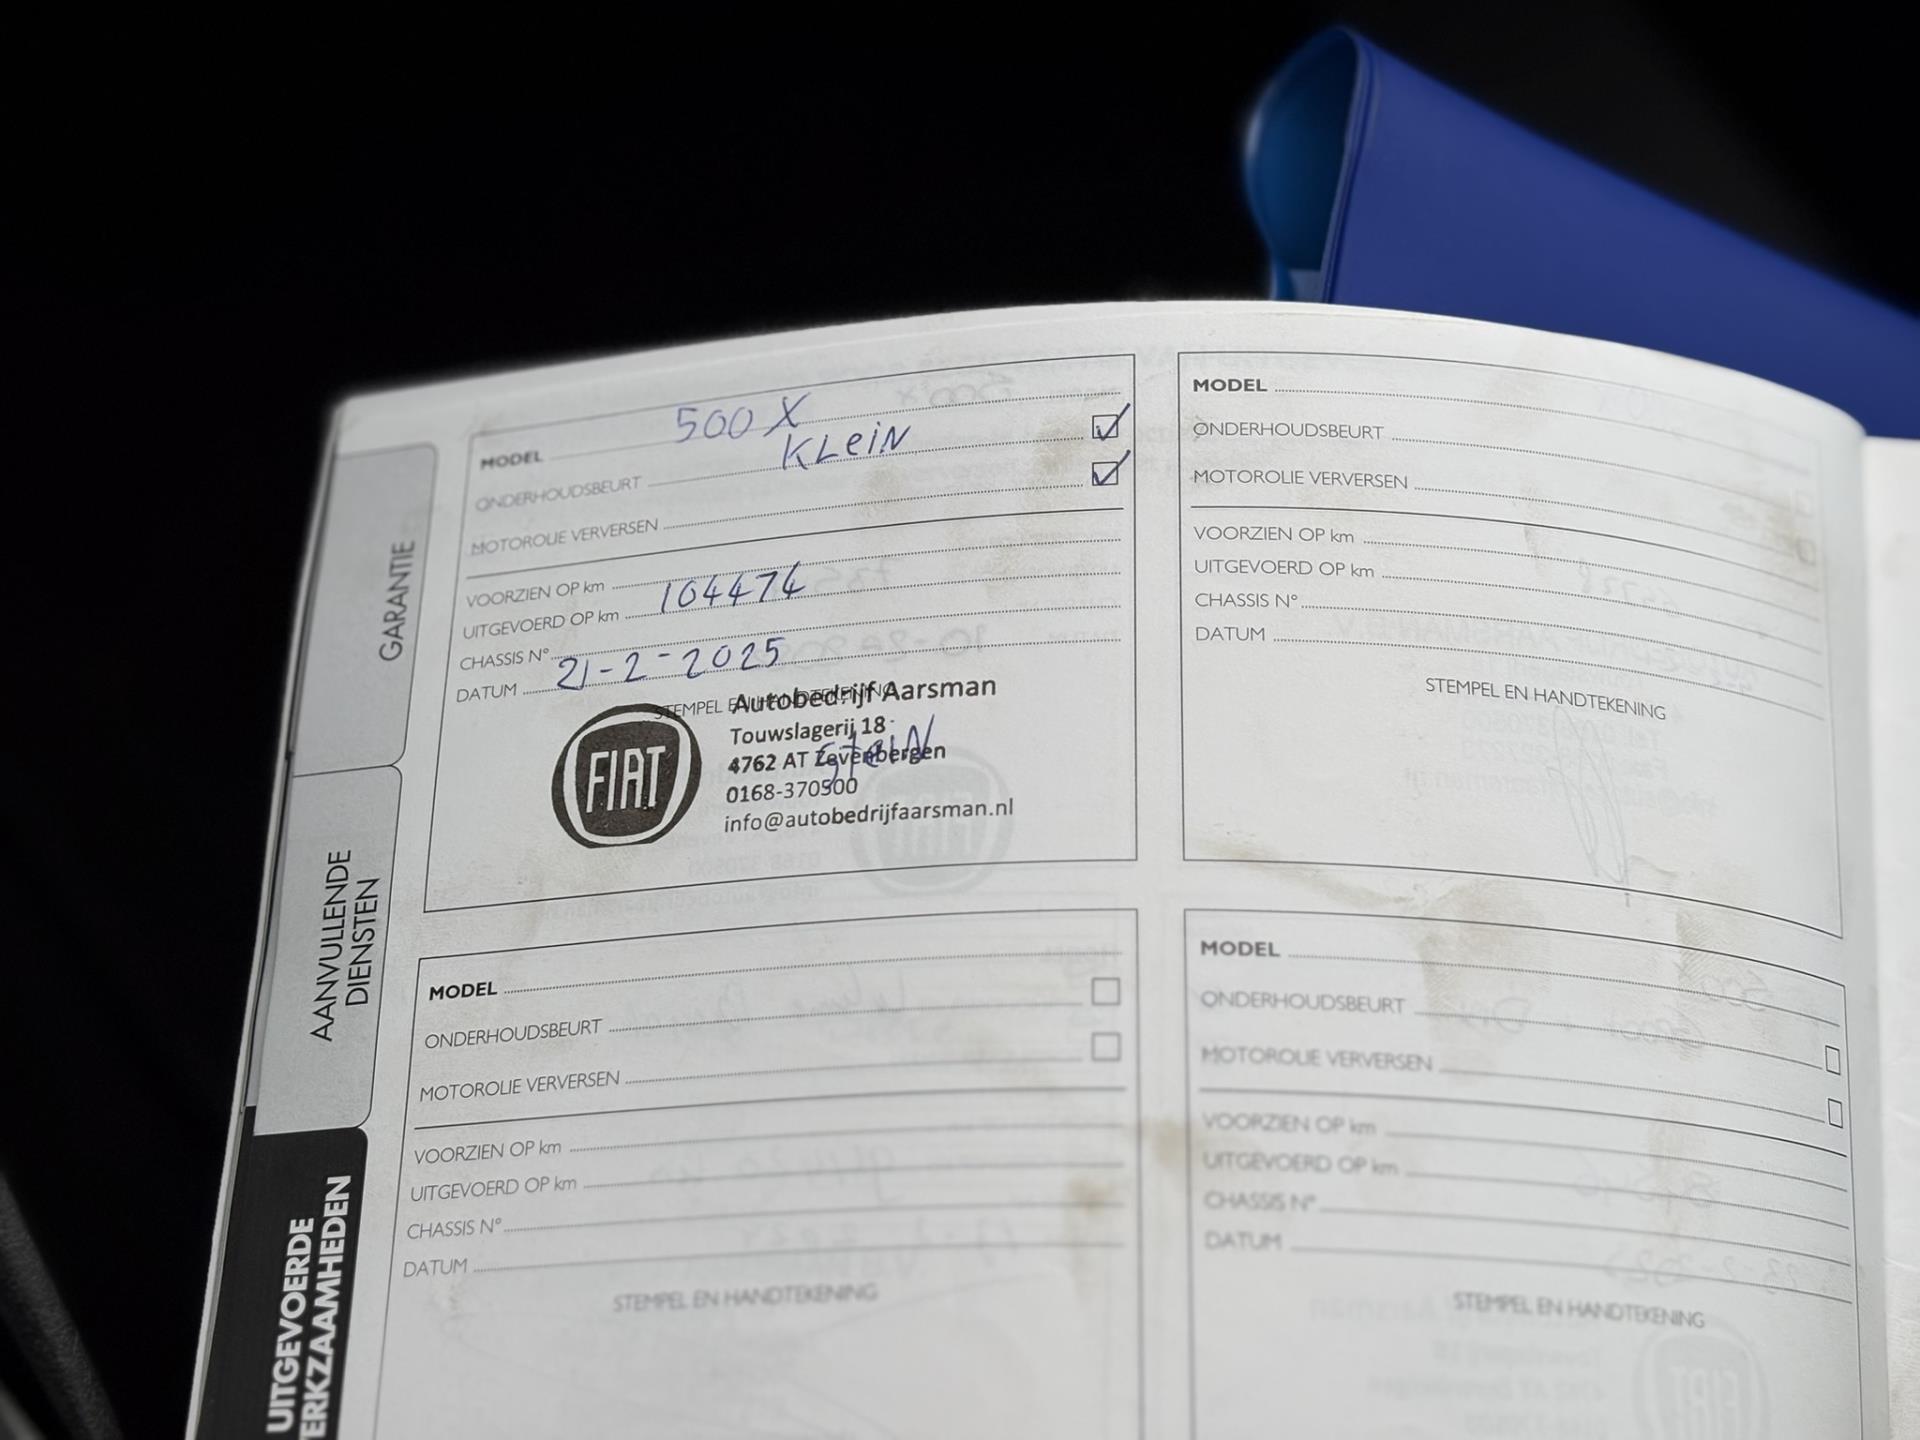 GARANTIE
AANVULLENDE
DIENSTEN
UITGEVOERDE
ERKZAAMHEDEN
MODEL 500 X
ONDERHOUDSBEURT KLEIN
MOTOROLIE VERVERSEN
VOORZIEN OP km
UITGEVOERD OP km 104474
CHASSIS N°
DATUM 21-2-2025
STEMPEL EN HANDTEKENING
FIAT
Autobedrijf Aarsman
Touwslagerij 18
4762 AT Zevenbergen
0168-370500
info@autobedrijfaarsman.nl
MODEL
ONDERHOUDSBEURT
MOTOROLIE VERVERSEN
VOORZIEN OP km
UITGEVOERD OP km
CHASSIS N°
DATUM
STEMPEL EN HANDTEKENING
MODEL
ONDERHOUDSBEURT
MOTOROLIE VERVERSEN
VOORZIEN OP km
UITGEVOERD OP km
CHASSIS N°
DATUM
STEMPEL EN HANDTEKENING
MODEL
ONDERHOUDSBEURT
MOTOROLIE VERVERSEN
VOORZIEN OP km
UITGEVOERD OP km
CHASSIS N°
DATUM
STEMPEL EN HANDTEKENING